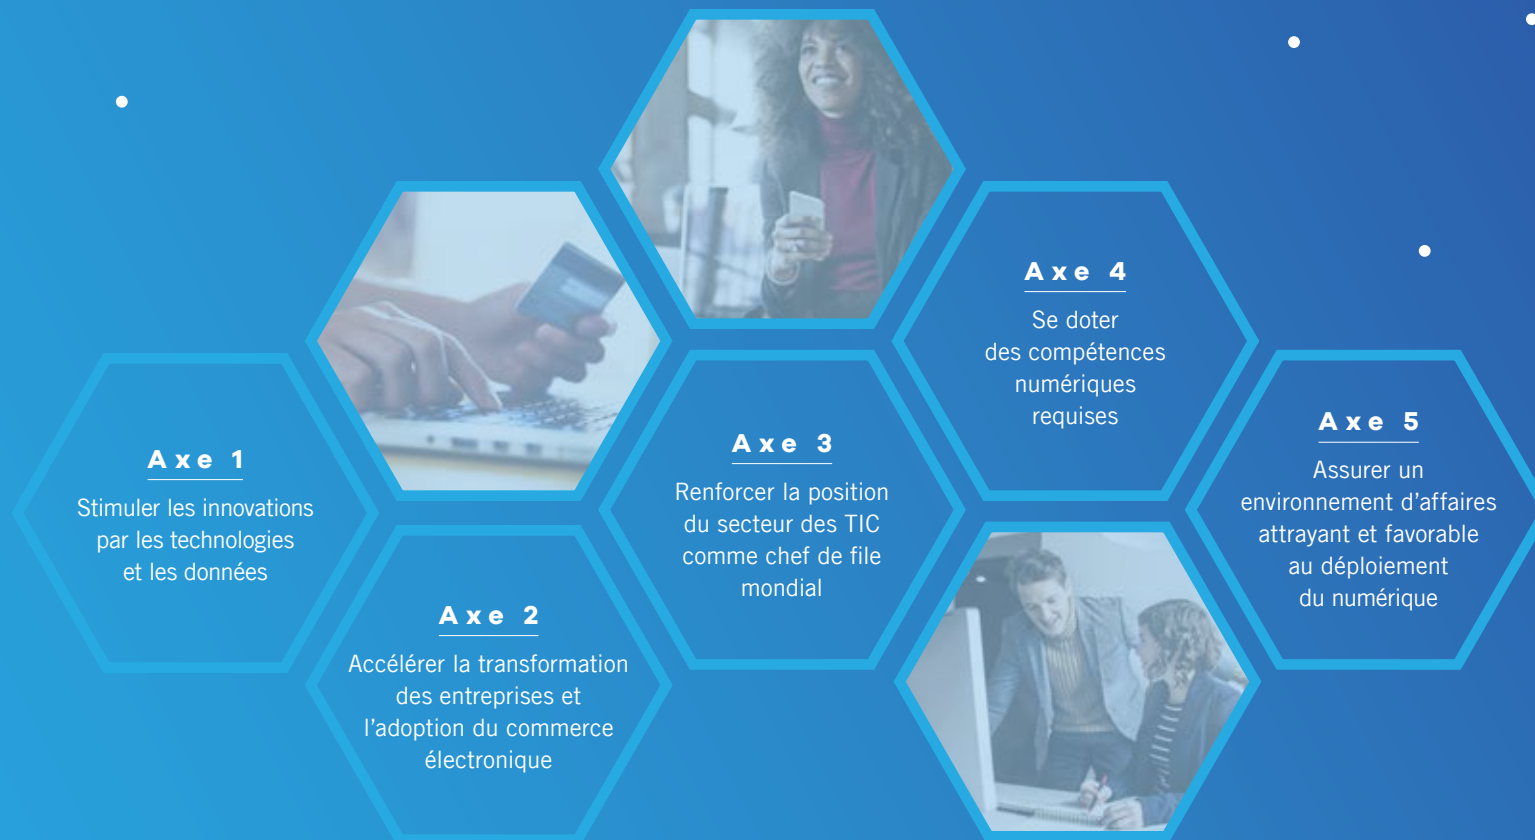 Axe 1
Stimuler les innovations
par les technologies
et les données
Axe 2
Accélérer la transformation
des entreprises et
l’adoption du commerce
électronique
Axe 3
Renforcer la position
du secteur des TIC
comme chef de file
mondial
Axe 4
Se doter
des compétences
numériques
requises
Axe 5
Assurer un
environnement d’affaires
attrayant et favorable
au déploiement
du numérique